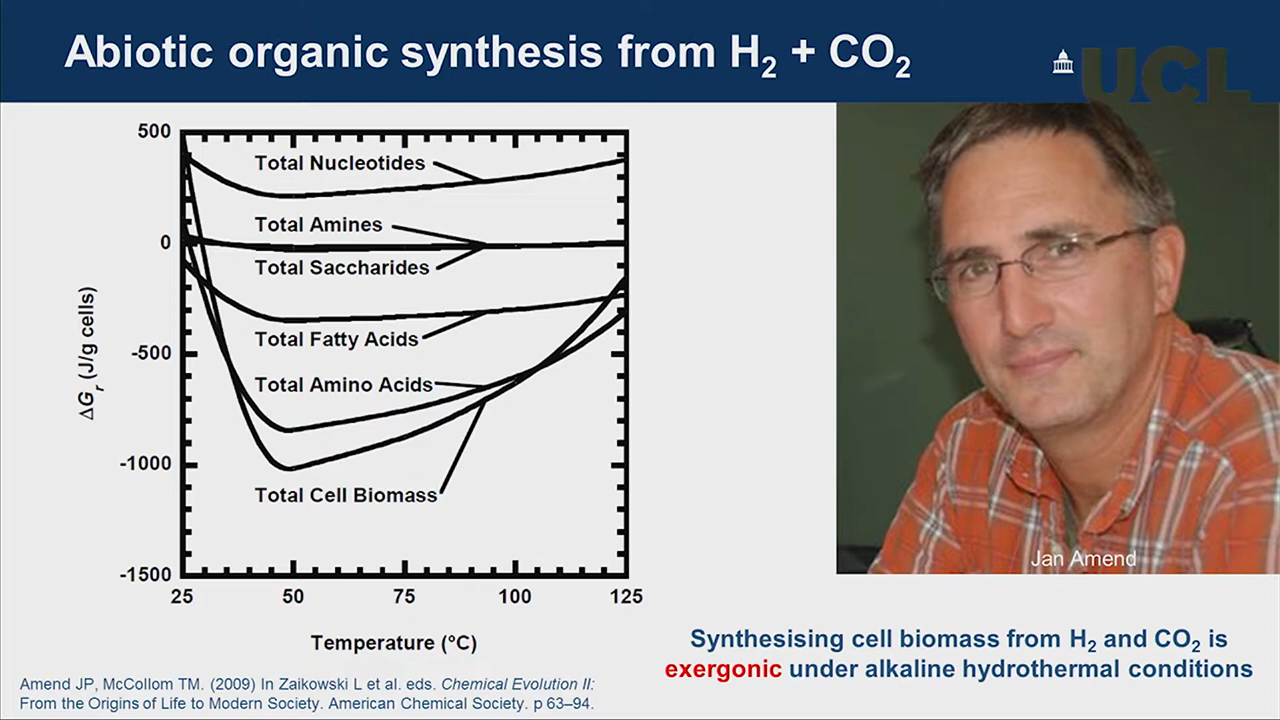 Abiotic organic synthesis from H₂ + CO₂
UCL
500
0
-500
-1000
-1500
ΔGᵣ (J/g cells)
Total Nucleotides
Total Amines
Total Saccharides
Total Fatty Acids
Total Amino Acids
Total Cell Biomass
25 50 75 100 125
Temperature (°C)
Jan Amend
Synthesising cell biomass from H₂ and CO₂ is
exergonic under alkaline hydrothermal conditions
Amend JP, McCollom TM. (2009) In Zaikowski L et al. eds. Chemical Evolution II:
From the Origins of Life to Modern Society. American Chemical Society. p 63–94.